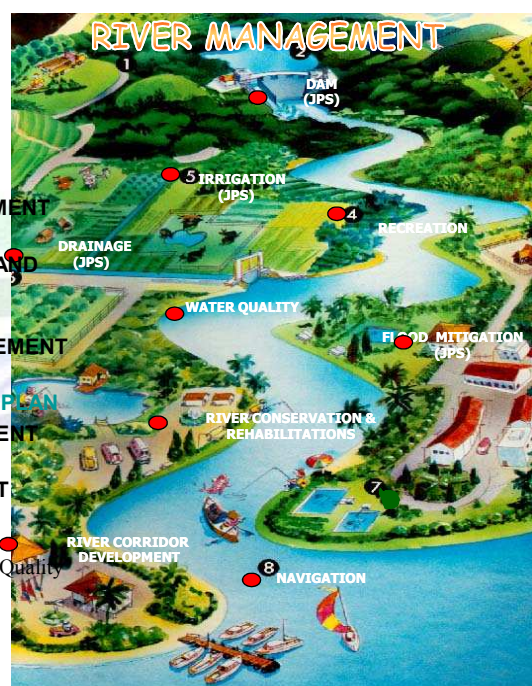 RIVER MANAGEMENT
1
2
DAM
(JPS)
5 IRRIGATION
(JPS)
MENT
4
RECREATION
DRAINAGE
(JPS)
AND
WATER QUALITY
EMENT
FLOOD MITIGATION
(JPS)
PLAN
RIVER CONSERVATION &
REHABILITATIONS
ENT
7
T
RIVER CORRIDOR
DEVELOPMENT
Quality
8
NAVIGATION